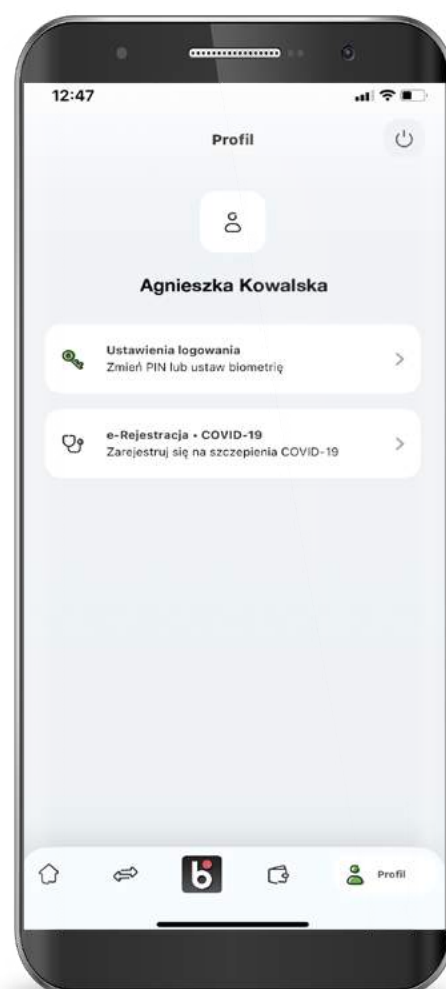 12:47
Profil
Agnieszka Kowalska
Ustawienia logowania
Zmień PIN lub ustaw biometrię
e-Rejestracja • COVID-19
Zarejestruj się na szczepienia COVID-19
b
Profil